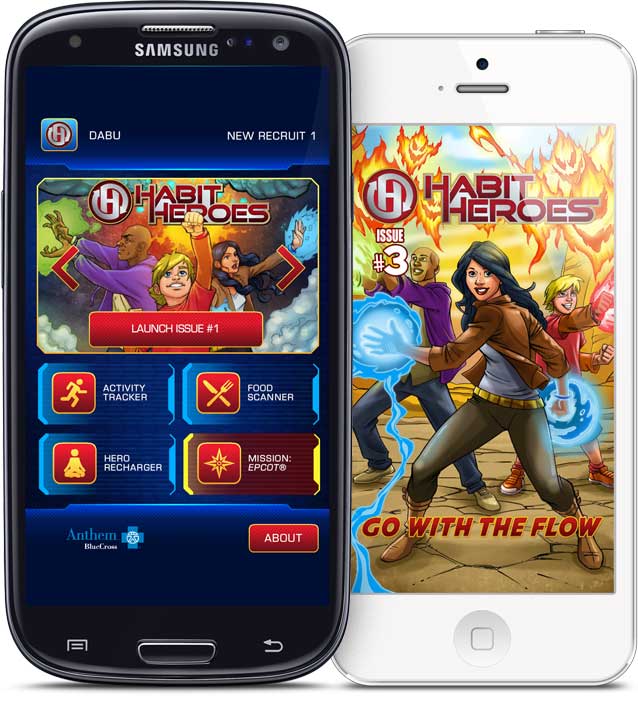 SAMSUNG
DABU
NEW RECRUIT 1
H HABIT
HEROES
LAUNCH ISSUE #1
ACTIVITY
TRACKER
FOOD
SCANNER
HERO
RECHARGER
MISSION:
EPCOT®
Anthem
BlueCross
ABOUT
H HABIT
HEROES
ISSUE
#3
GO WITH THE FLOW